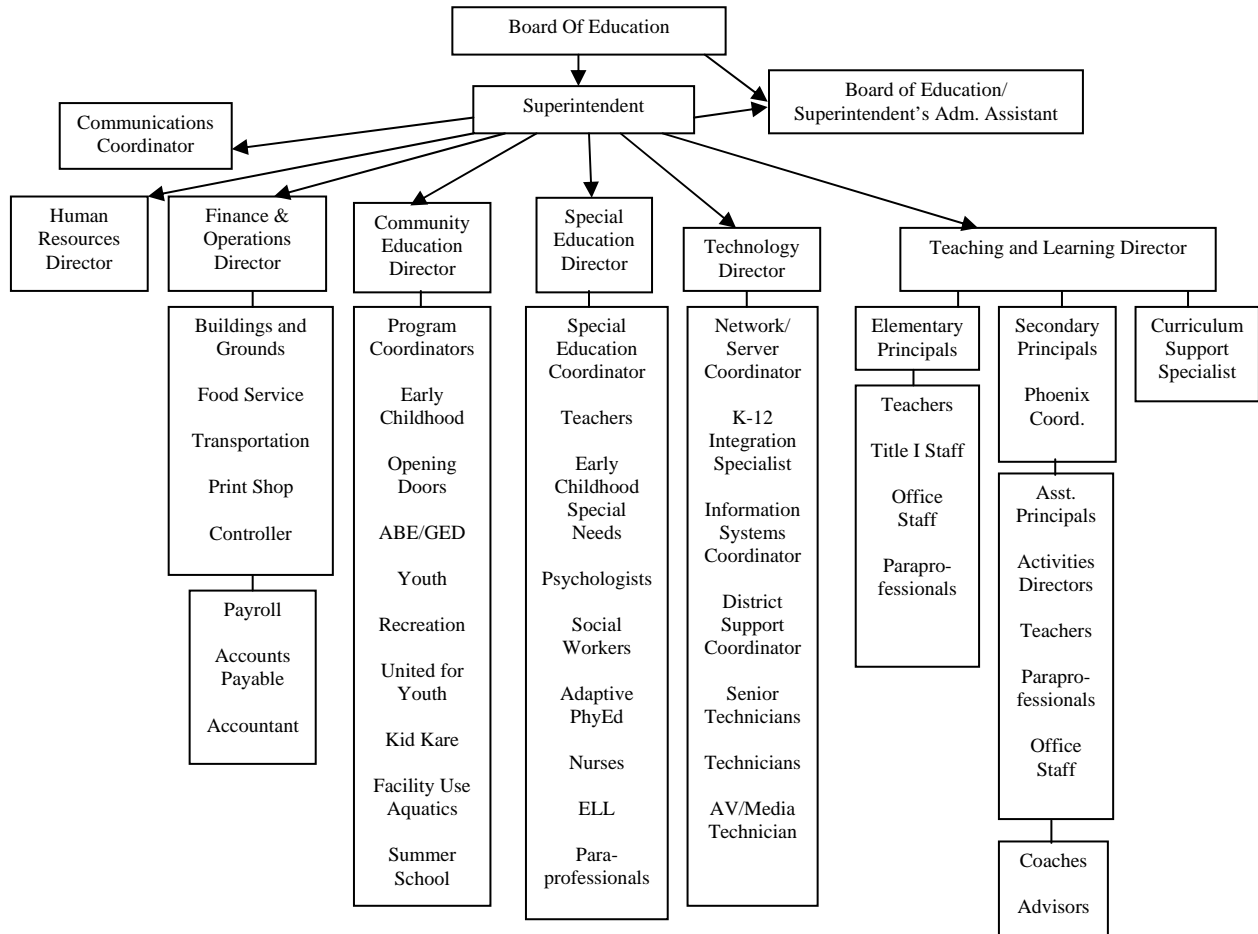 Board Of Education
Superintendent
Board of Education/
Superintendent's Adm. Assistant
Communications
Coordinator
Human
Resources
Director
Finance &
Operations
Director
Community
Education
Director
Special
Education
Director
Technology
Director
Teaching and Learning Director
Buildings and
Grounds
Food Service
Transportation
Print Shop
Controller
Payroll
Accounts
Payable
Accountant
Program
Coordinators
Early
Childhood
Opening
Doors
ABE/GED
Youth
Recreation
United for
Youth
Kid Kare
Facility Use
Aquatics
Summer
School
Special
Education
Coordinator
Teachers
Early
Childhood
Special
Needs
Psychologists
Social
Workers
Adaptive
PhyEd
Nurses
ELL
Para-
professionals
Network/
Server
Coordinator
K-12
Integration
Specialist
Information
Systems
Coordinator
District
Support
Coordinator
Senior
Technicians
Technicians
AV/Media
Technician
Elementary
Principals
Teachers
Title I Staff
Office
Staff
Parapro-
fessionals
Secondary
Principals
Phoenix
Coord.
Asst.
Principals
Activities
Directors
Teachers
Parapro-
fessionals
Office
Staff
Coaches
Advisors
Curriculum
Support
Specialist